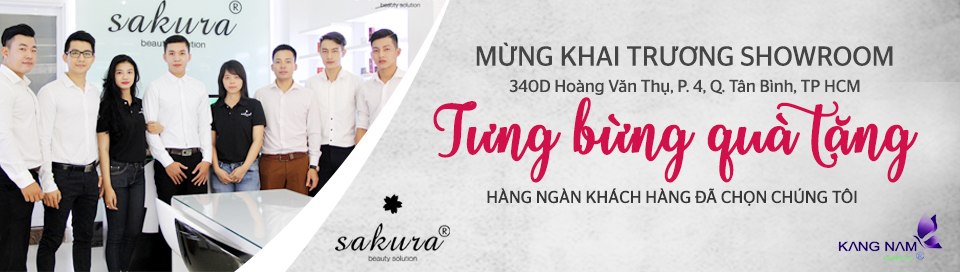 sakura®
beauty solution
MỪNG KHAI TRƯƠNG SHOWROOM
340D Hoàng Văn Thụ, P. 4, Q. Tân Bình, TP HCM
Tưng bừng quà tặng
HÀNG NGÀN KHÁCH HÀNG ĐÃ CHỌN CHÚNG TÔI
sakura®
beauty solution
KANG NAM